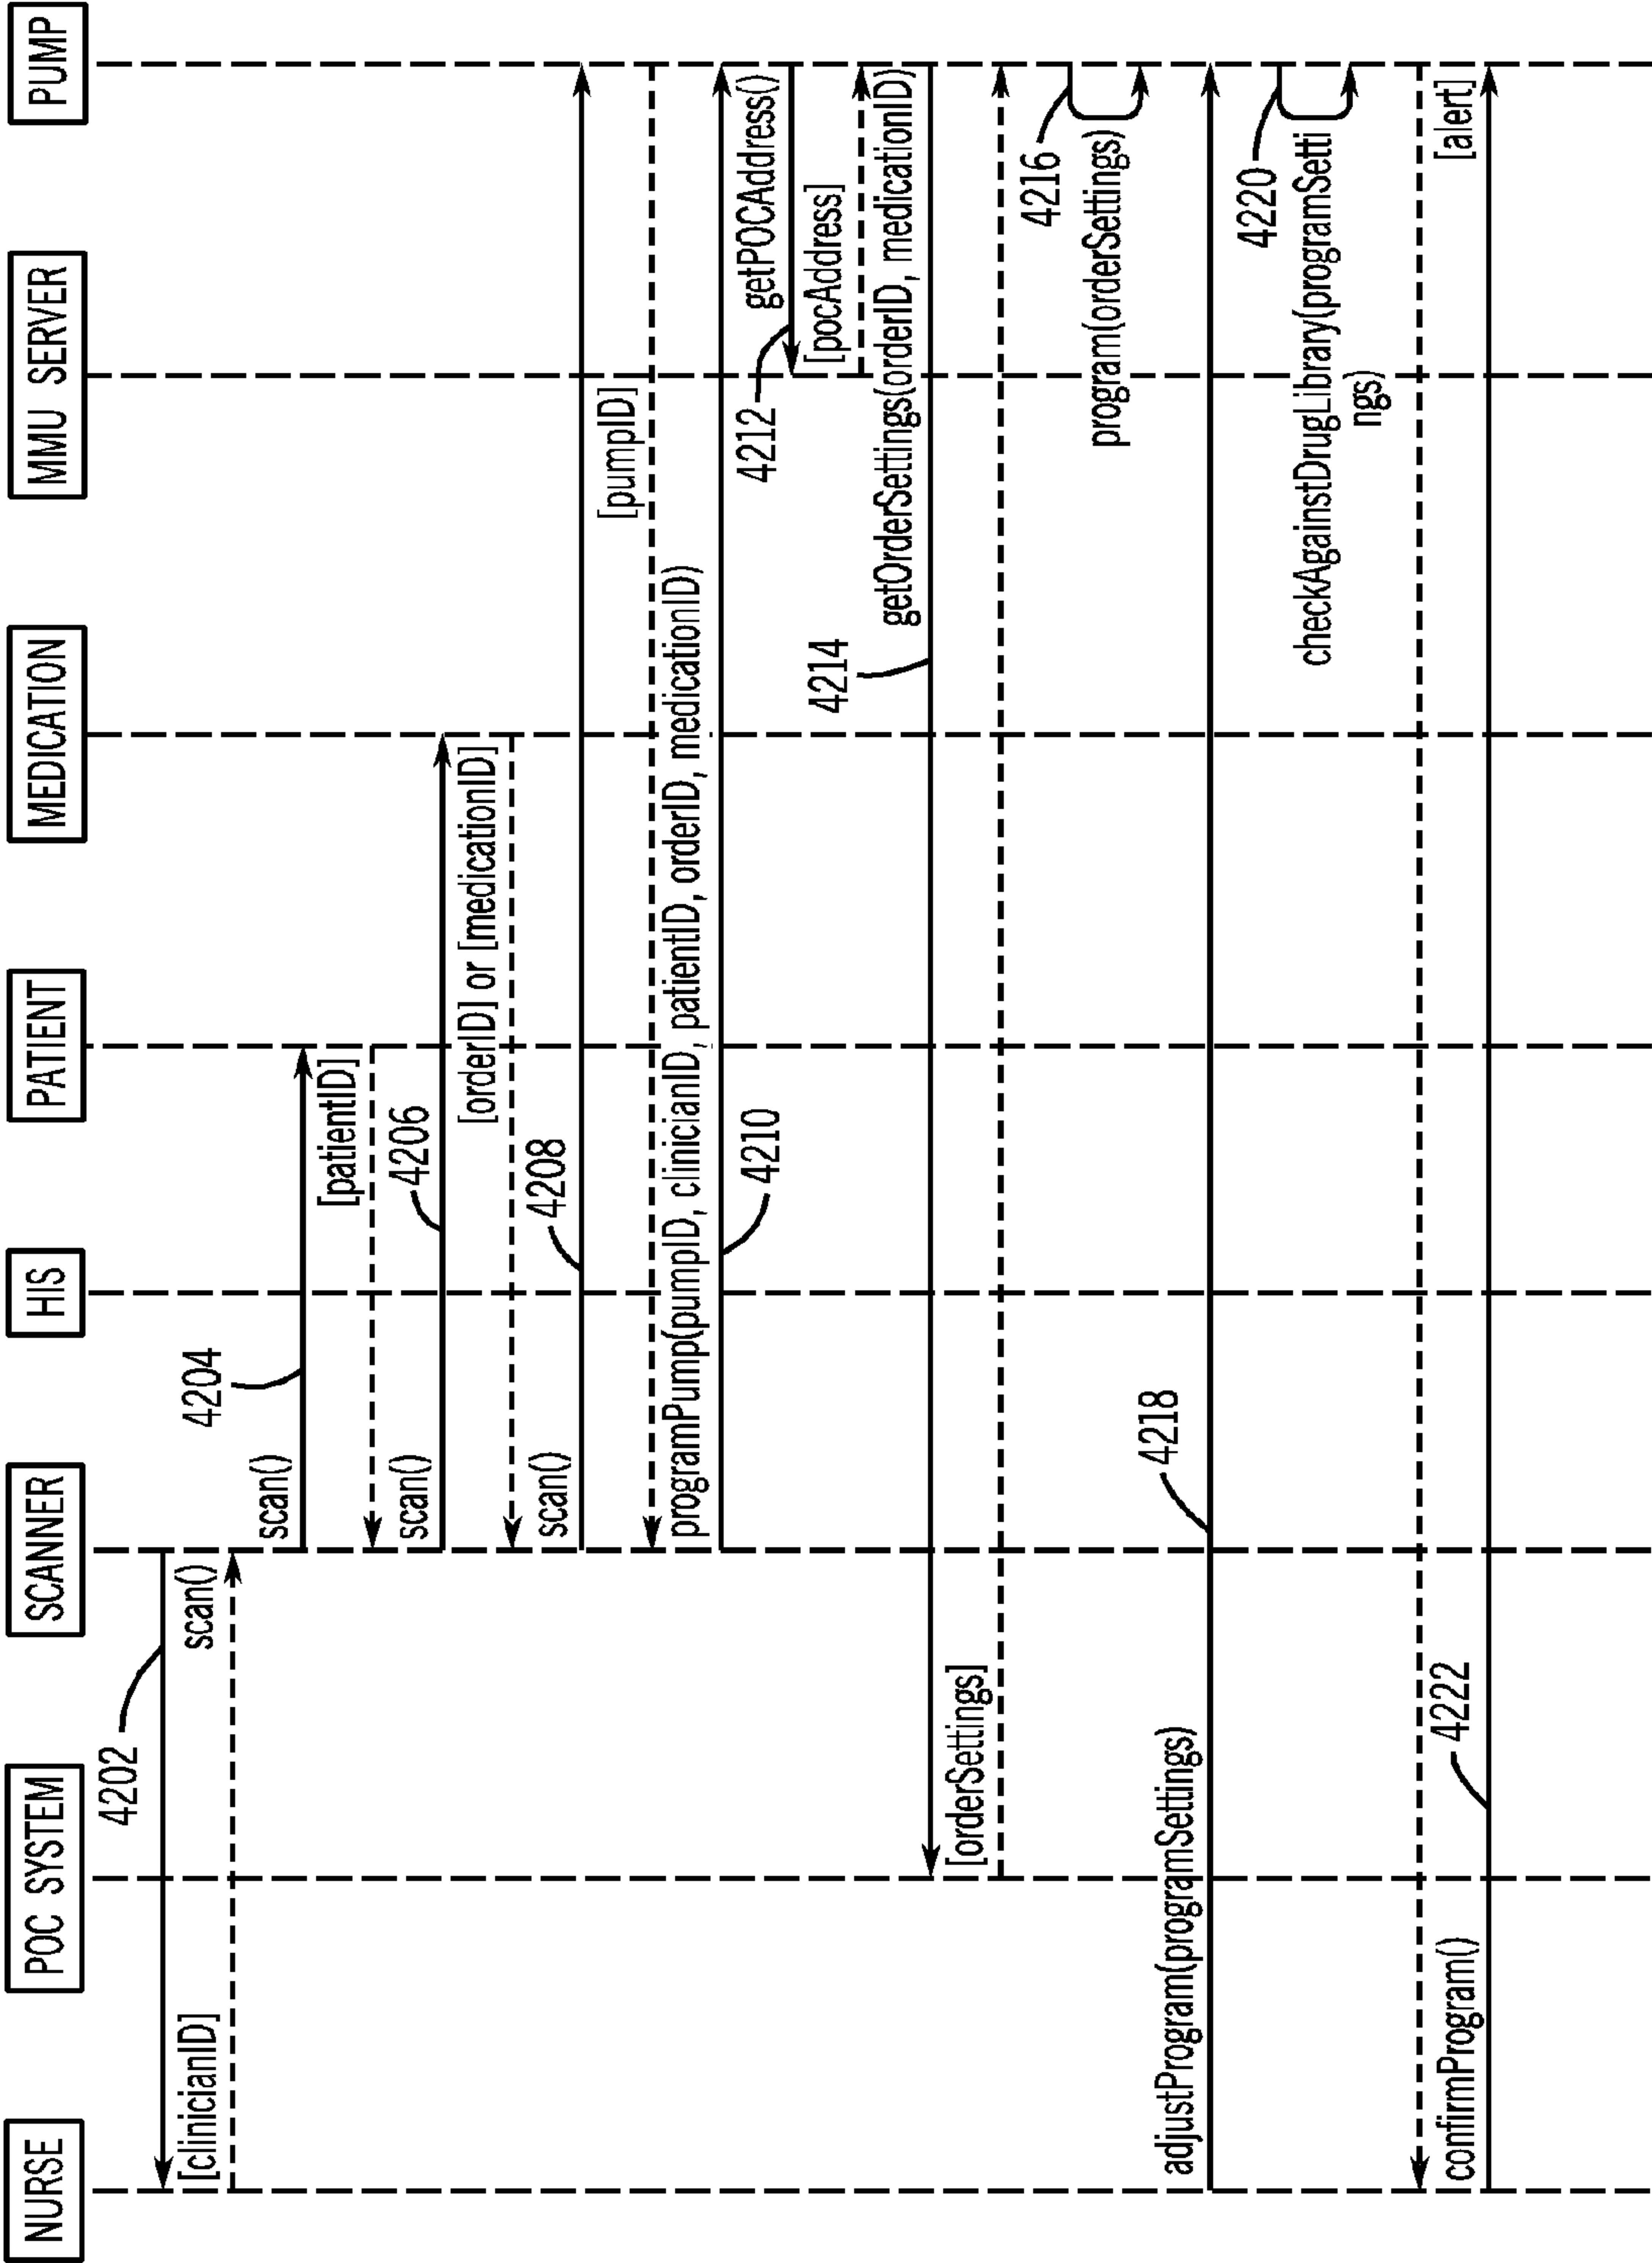 NURSE
POC SYSTEM
SCANNER
HIS
PATIENT
MEDICATION
MMU SERVER
PUMP
4202
scan()
[clinicianID]
4204
scan()
[patientID]
scan()
4206
[orderID] or [medicationID]
scan()
4208
[pumpID]
programPump(pumpID, clinicianID, patientID, orderID, medicationID)
4210
getPOCAddress()
4212
[pocAddress]
getOrderSettings(orderID, medicationID)
4214
[orderSettings]
4216
program(orderSettings)
adjustProgram(programSettings)
4218
4220
checkAgainstDrugLibrary(programSetti
ngs)
[alert]
confirmProgram()
4222